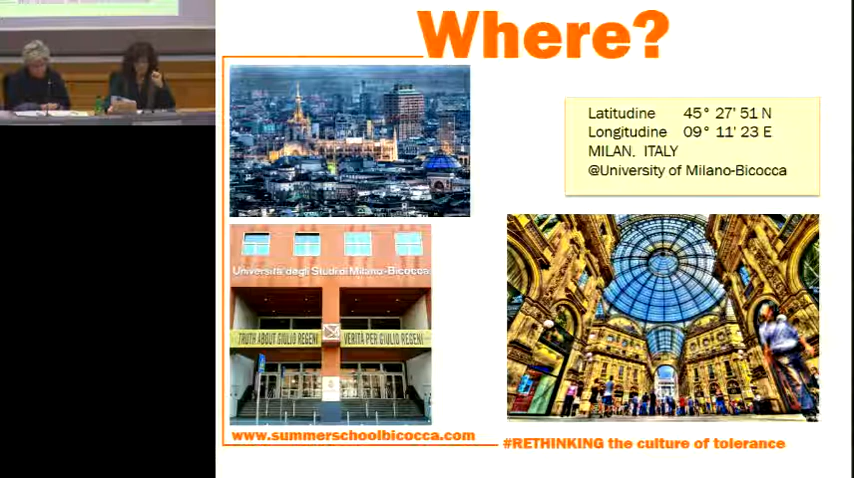 Where?
Latitudine 45° 27' 51 N
Longitudine 09° 11' 23 E
MILAN, ITALY
@University of Milano-Bicocca
Università degli Studi di Milano-Bicocca
TRUTH ABOUT GIULIO REGENI
VERITÀ PER GIULIO REGENI
www.summerschoolbicocca.com
#RETHINKING the culture of tolerance